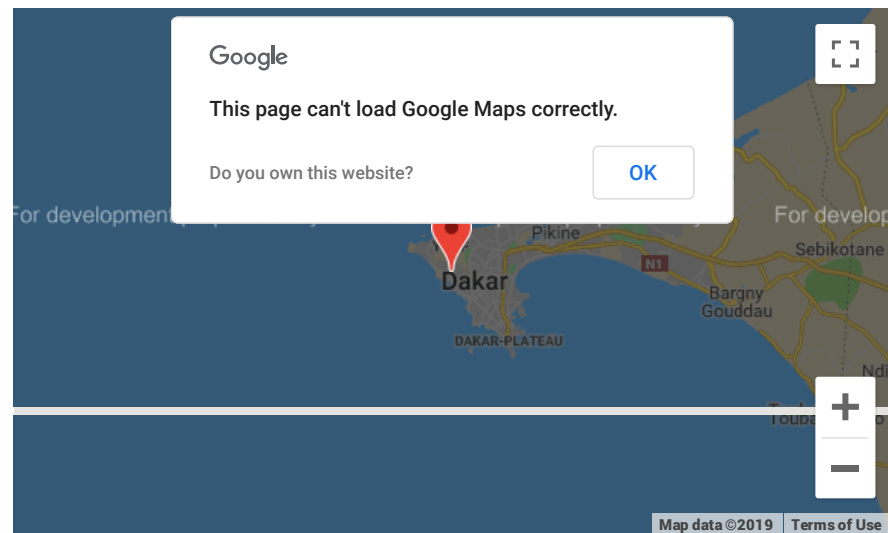 Google
This page can't load Google Maps correctly.
Do you own this website?
OK
For development
For develop
Pikine
Sebikotane
N1
Dakar
Bargny
Gouddau
DAKAR-PLATEAU
Map data ©2019
Terms of Use